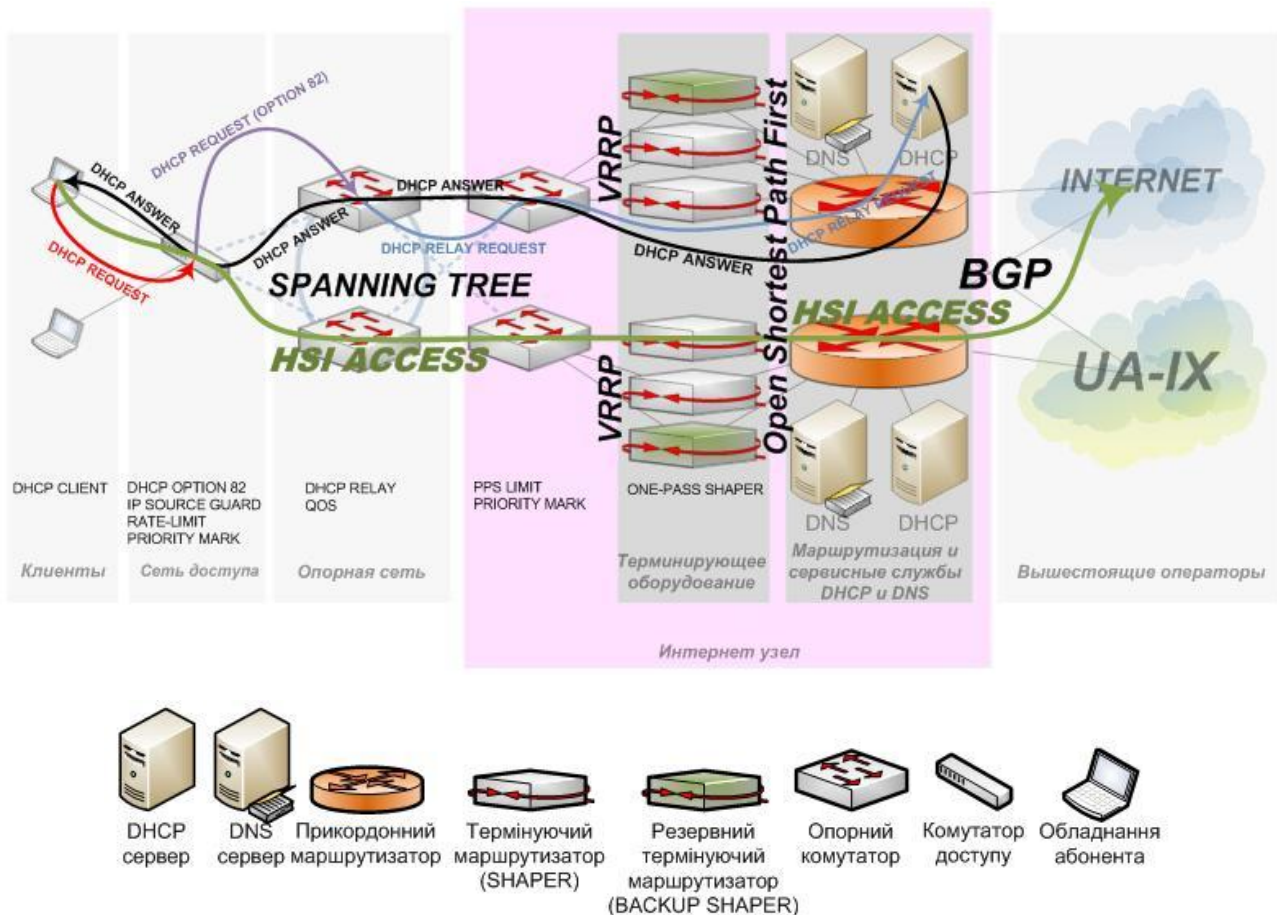 DHCP REQUEST (OPTION 82)
DHCP ANSWER
DHCP REQUEST
DHCP ANSWER
DHCP ANSWER
DHCP RELAY REQUEST
SPANNING TREE
HSI ACCESS
VRRP
VRRP
DHCP ANSWER
Open Shortest Path First
DNS
DHCP
DHCP RELAY REQUEST
HSI ACCESS
BGP
DNS
DHCP
INTERNET
UA-IX
DHCP CLIENT
DHCP OPTION 82
IP SOURCE GUARD
RATE-LIMIT
PRIORITY MARK
DHCP RELAY
QOS
PPS LIMIT
PRIORITY MARK
ONE-PASS SHAPER
Клиенты
Сеть доступа
Опорная сеть
Терминирующее
оборудование
Маршрутизация и
сервисные службы
DHCP и DNS
Вышестоящие операторы
Интернет узел
DHCP
сервер
DNS
сервер
Прикордонний
маршрутизатор
Термінуючий
маршрутизатор
(SHAPER)
Резервний
термінуючий
маршрутизатор
(BACKUP SHAPER)
Опорний
комутатор
Комутатор
доступу
Обладнання
абонента